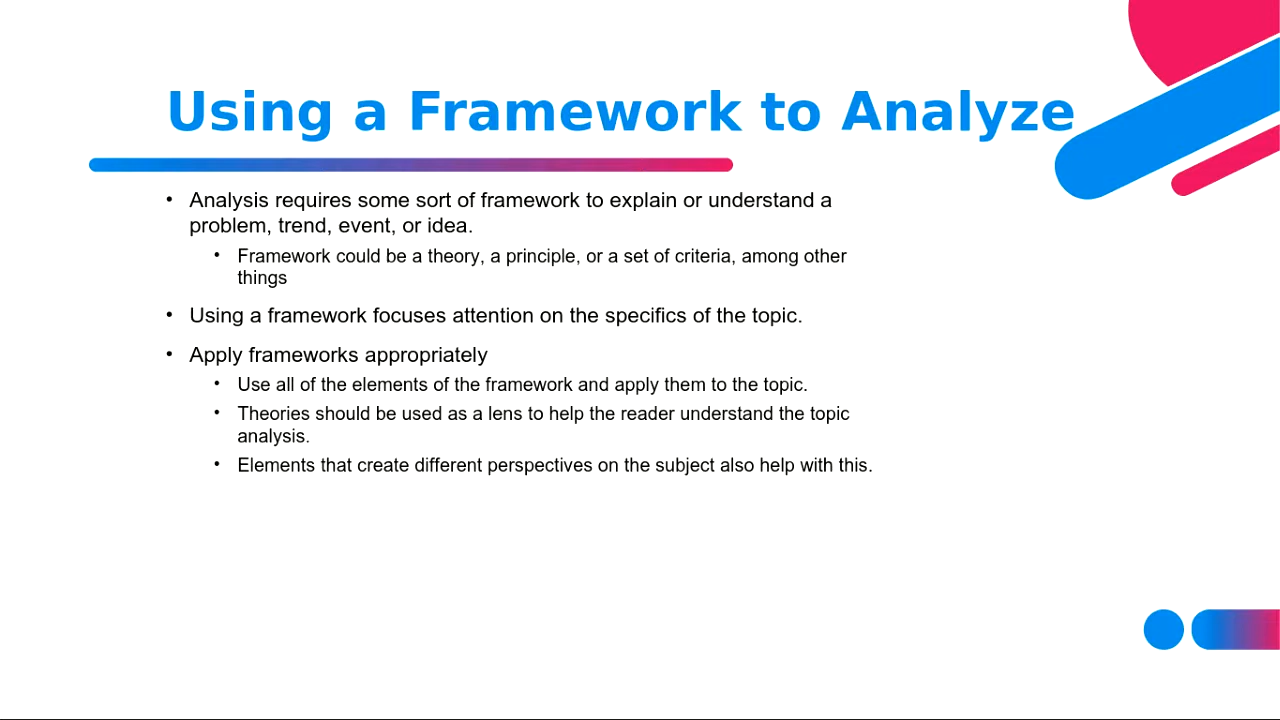 Using a Framework to Analyze
• Analysis requires some sort of framework to explain or understand a
problem, trend, event, or idea.
• Framework could be a theory, a principle, or a set of criteria, among other
things
• Using a framework focuses attention on the specifics of the topic.
• Apply frameworks appropriately
• Use all of the elements of the framework and apply them to the topic.
• Theories should be used as a lens to help the reader understand the topic
analysis.
• Elements that create different perspectives on the subject also help with this.